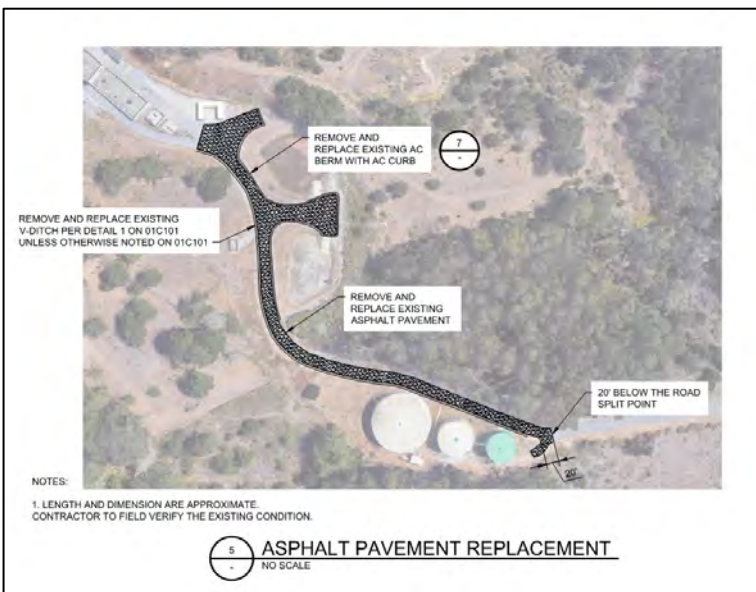 REMOVE AND
REPLACE EXISTING AC
BERM WITH AC CURB
7
-
REMOVE AND REPLACE EXISTING
V-DITCH PER DETAIL 1 ON 01C101
UNLESS OTHERWISE NOTED ON 01C101
REMOVE AND
REPLACE EXISTING
ASPHALT PAVEMENT
20' BELOW THE ROAD
SPLIT POINT
20'
NOTES:
1. LENGTH AND DIMENSION ARE APPROXIMATE.
CONTRACTOR TO FIELD VERIFY THE EXISTING CONDITION.
5
-
ASPHALT PAVEMENT REPLACEMENT
NO SCALE